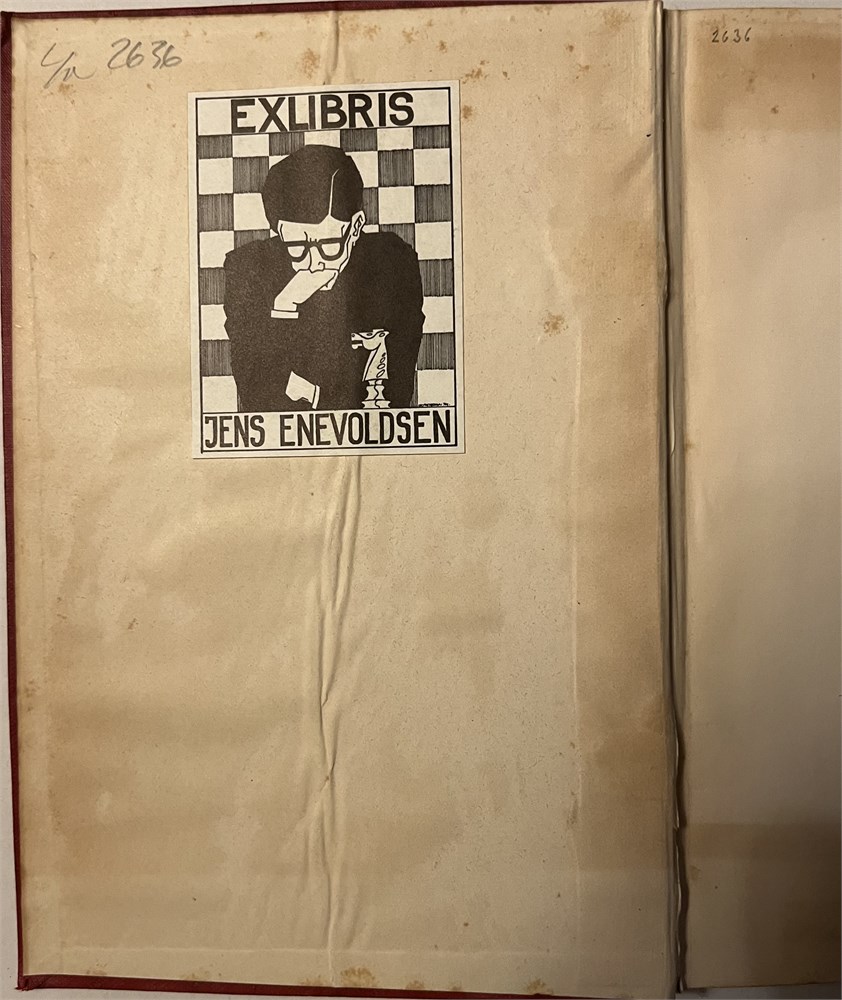 L/n 2636
2636
EXLIBRIS
JENS ENEVOLDSEN